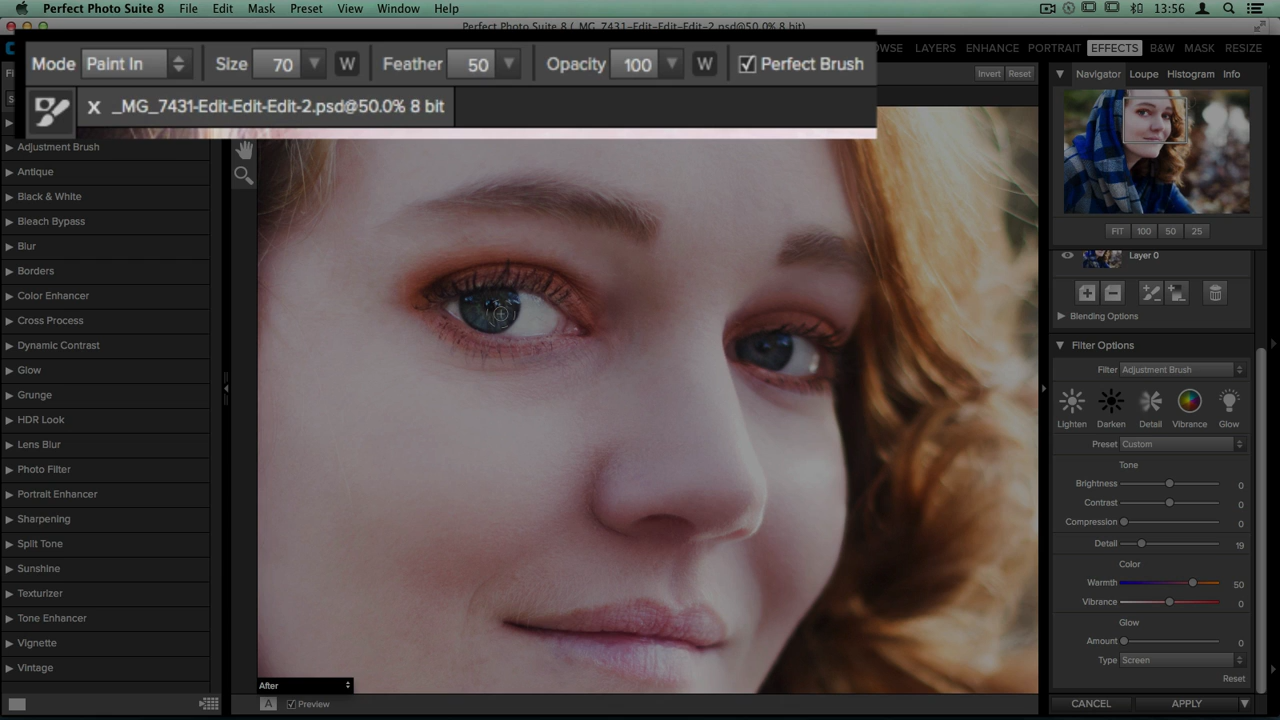 Perfect Photo Suite 8 File Edit Mask Preset View Window Help 13:56
Perfect Photo Suite 8 (_MG_7431-Edit-Edit-Edit-2.psd@50.0% 8 bit)
Mode Paint In Size 70 W Feather 50 Opacity 100 W Perfect Brush
LAYERS ENHANCE PORTRAIT EFFECTS B&W MASK RESIZE
x _MG_7431-Edit-Edit-Edit-2.psd@50.0% 8 bit
Invert Reset
Adjustment Brush
Antique
Black & White
Bleach Bypass
Blur
Borders
Color Enhancer
Cross Process
Dynamic Contrast
Glow
Grunge
HDR Look
Lens Blur
Photo Filter
Portrait Enhancer
Sharpening
Split Tone
Sunshine
Texturizer
Tone Enhancer
Vignette
Vintage
After
A Preview
Navigator Loupe Histogram Info
FIT 100 50 25
Layer 0
Blending Options
Filter Options
Filter Adjustment Brush
Lighten Darken Detail Vibrance Glow
Preset Custom
Tone
Brightness 0
Contrast 0
Compression 0
Detail 19
Color
Warmth 50
Vibrance 0
Glow
Amount 0
Type Screen
Reset
CANCEL APPLY